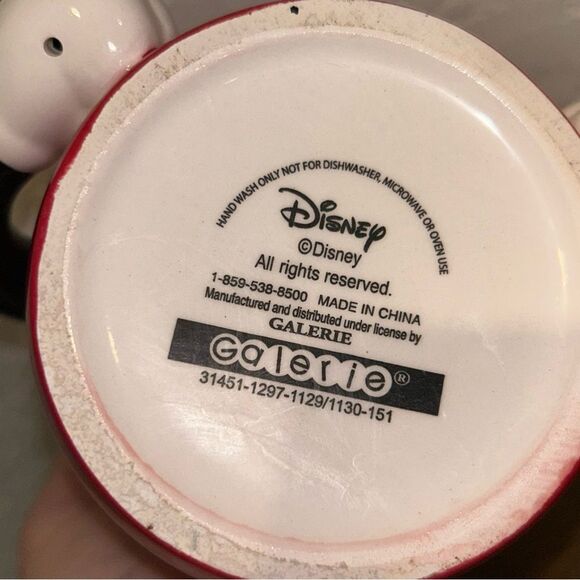 HAND WASH ONLY NOT FOR DISHWASHER, MICROWAVE OR OVEN USE
Disney
©Disney
All rights reserved.
1-859-538-8500 MADE IN CHINA
Manufactured and distributed under license by
GALERIE
Galerie®
31451-1297-1129/1130-151